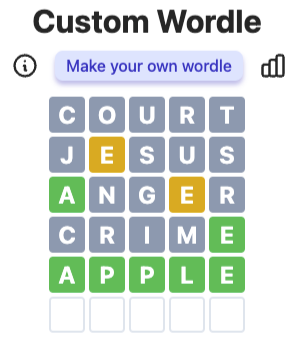 Custom Wordle
Make your own wordle
C O U R T
J E S U S
A N G E R
C R I M E
A P P L E